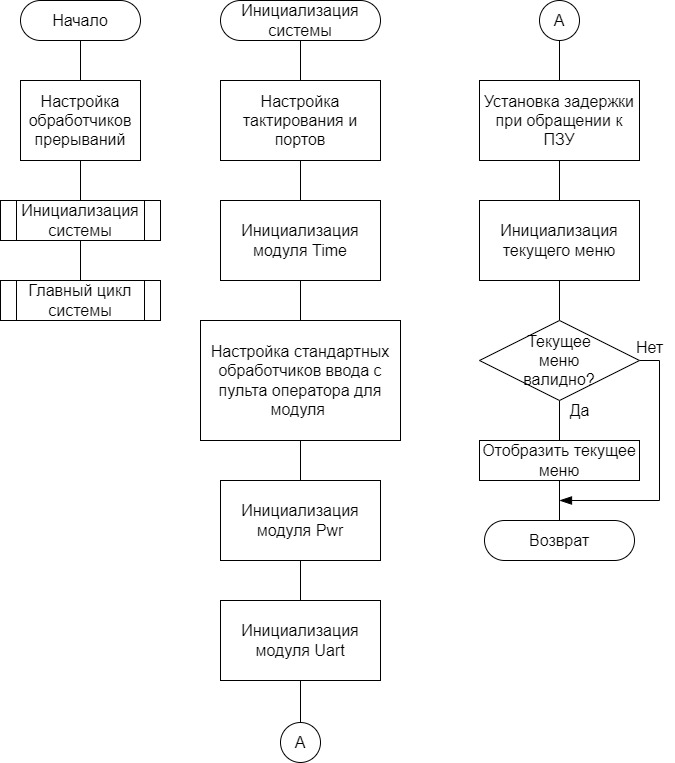 Начало
Настройка
обработчиков
прерываний
Инициализация
системы
Главный цикл
системы
Инициализация
системы
Настройка
тактирования и
портов
Инициализация
модуля Time
Настройка стандартных
обработчиков ввода с
пульта оператора для
модуля
Инициализация
модуля Pwr
Инициализация
модуля Uart
А
А
Установка задержки
при обращении к
ПЗУ
Инициализация
текущего меню
Текущее
меню
валидно?
Нет
Да
Отобразить текущее
меню
Возврат